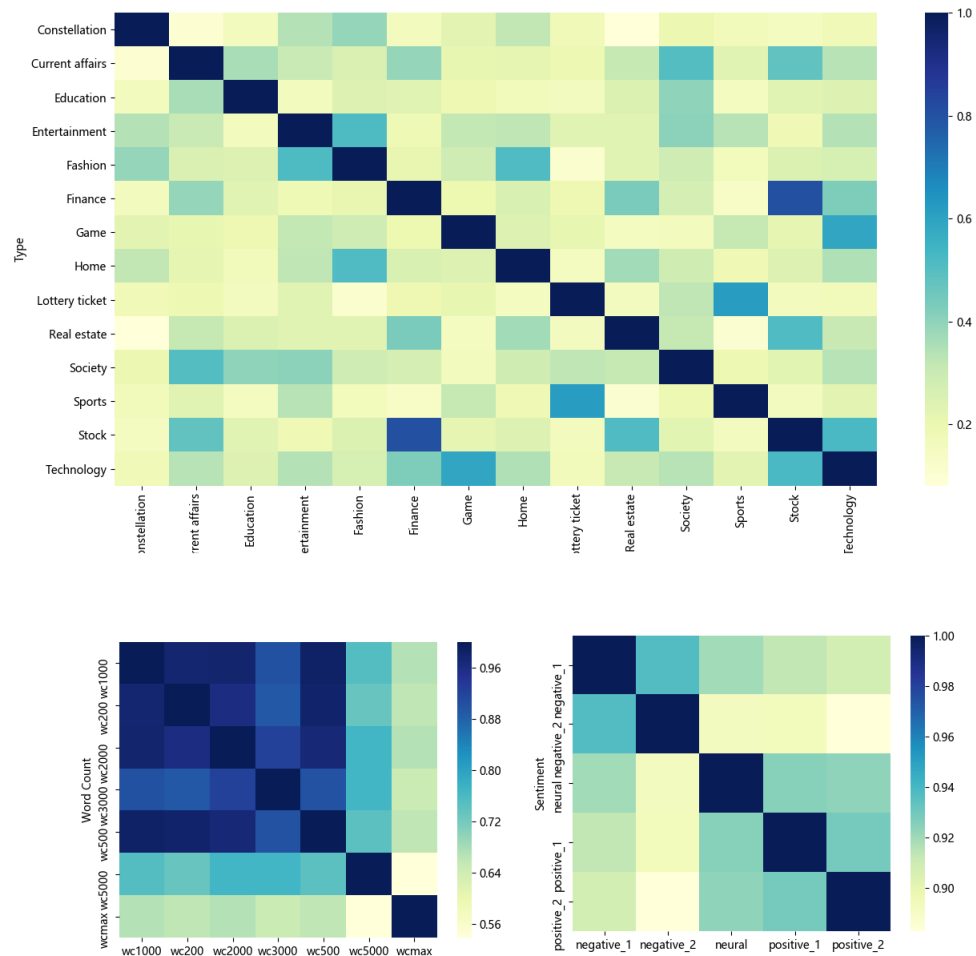 Constellation
Current affairs
Education
Entertainment
Fashion
Finance
Game
Home
Lottery ticket
Real estate
Society
Sports
Stock
Technology
Type
onstellation
rrent affairs
Education
ertainment
Fashion
Finance
Game
Home
ottery ticket
Real estate
Society
Sports
Stock
Technology
1.0
0.8
0.6
0.4
0.2
Word Count
wc1000
wc200
wc2000
wc3000
wc500
wc5000
wcmax
wc1000 wc200 wc2000 wc3000 wc500 wc5000 wcmax
0.96
0.88
0.80
0.72
0.64
0.56
Sentiment
negative_1
negative_2
neural
positive_1
positive_2
negative_1 negative_2 neural positive_1 positive_2
1.00
0.98
0.96
0.94
0.92
0.90